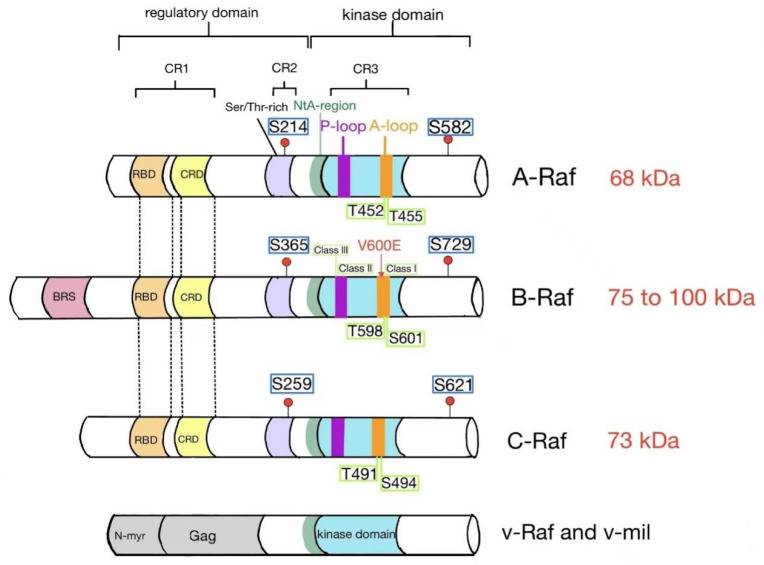 regulatory domain
kinase domain
CR1
CR2
CR3
Ser/Thr-rich
NtA-region
S214
P-loop
A-loop
S582
RBD
CRD
A-Raf
68 kDa
T452
T455
S365
Class III
V600E
S729
Class II
Class I
BRS
RBD
CRD
B-Raf
75 to 100 kDa
T598
S601
S259
S621
RBD
CRD
C-Raf
73 kDa
T491
S494
N-myr
Gag
kinase domain
v-Raf and v-mil